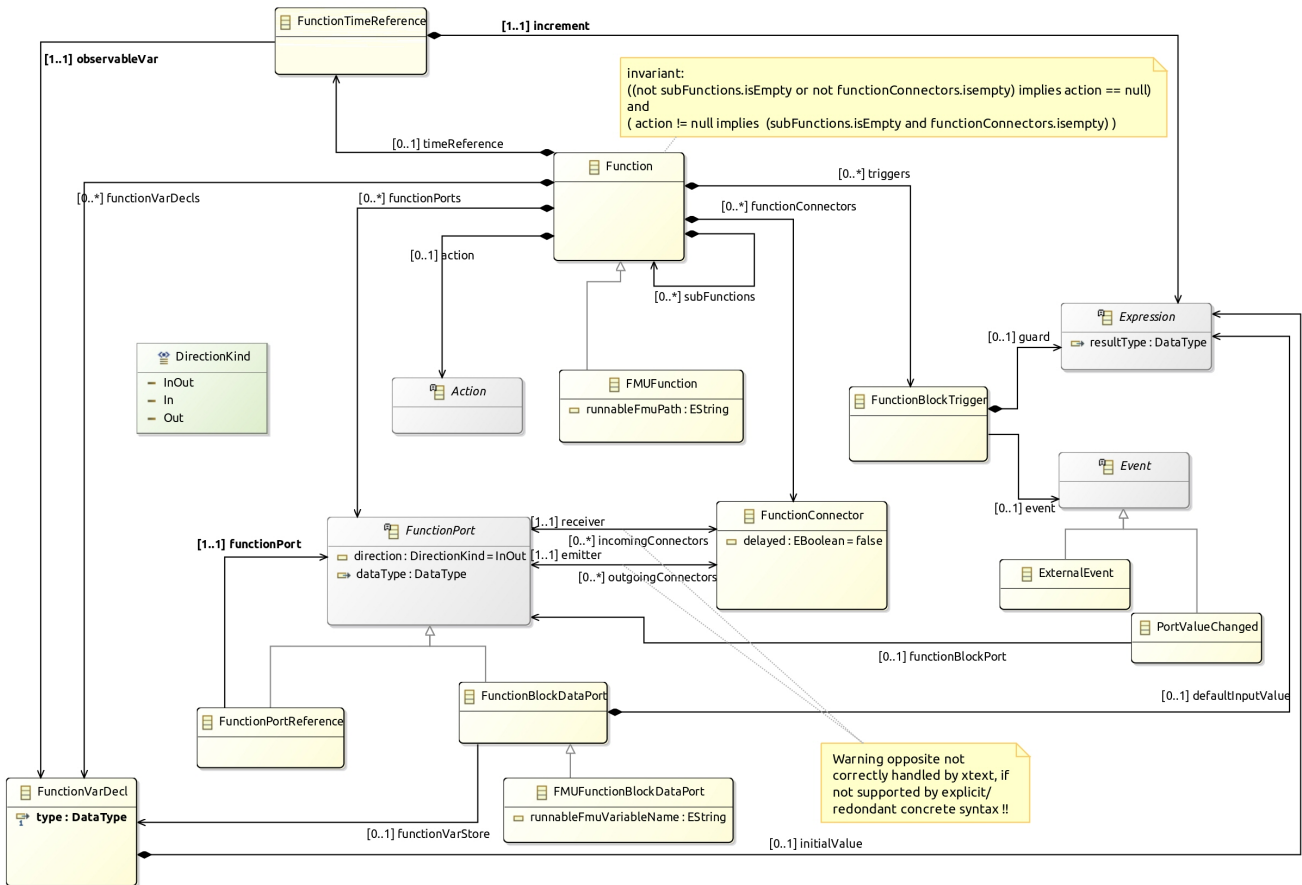 FunctionTimeReference
[1..1] increment
[1..1] observableVar
invariant:
((not subFunctions.isEmpty or not functionConnectors.isempty) implies action == null)
and
( action != null implies  (subFunctions.isEmpty and functionConnectors.isempty) )
[0..1] timeReference
Function
[0..*] triggers
[0..*] functionVarDecls
[0..*] functionPorts
[0..*] functionConnectors
[0..1] action
[0..*] subFunctions
Expression
resultType : DataType
[0..1] guard
DirectionKind
InOut
In
Out
Action
FMUFunction
runnableFmuPath : EString
FunctionBlockTrigger
Event
[0..1] event
FunctionPort
direction : DirectionKind = InOut
dataType : DataType
[1..1] receiver
[0..*] incomingConnectors
[1..1] emitter
[0..*] outgoingConnectors
FunctionConnector
delayed : EBoolean = false
[1..1] functionPort
ExternalEvent
PortValueChanged
[0..1] functionBlockPort
[0..1] defaultInputValue
FunctionBlockDataPort
FunctionPortReference
Warning opposite not
correctly handled by xtext, if
not supported by explicit/
redondant concrete syntax !!
FunctionVarDecl
type : DataType
1
FMUFunctionBlockDataPort
runnableFmuVariableName : EString
[0..1] functionVarStore
[0..1] initialValue